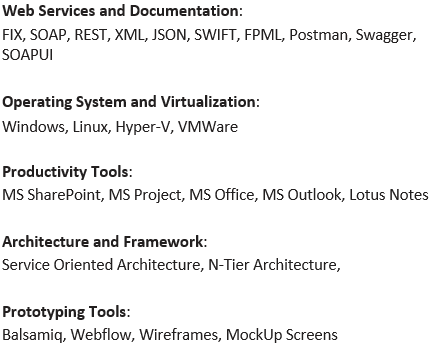 Web Services and Documentation:
FIX, SOAP, REST, XML, JSON, SWIFT, FPML, Postman, Swagger,
SOAPUI
Operating System and Virtualization:
Windows, Linux, Hyper-V, VMWare
Productivity Tools:
MS SharePoint, MS Project, MS Office, MS Outlook, Lotus Notes
Architecture and Framework:
Service Oriented Architecture, N-Tier Architecture,
Prototyping Tools:
Balsamiq, Webflow, Wireframes, MockUp Screens